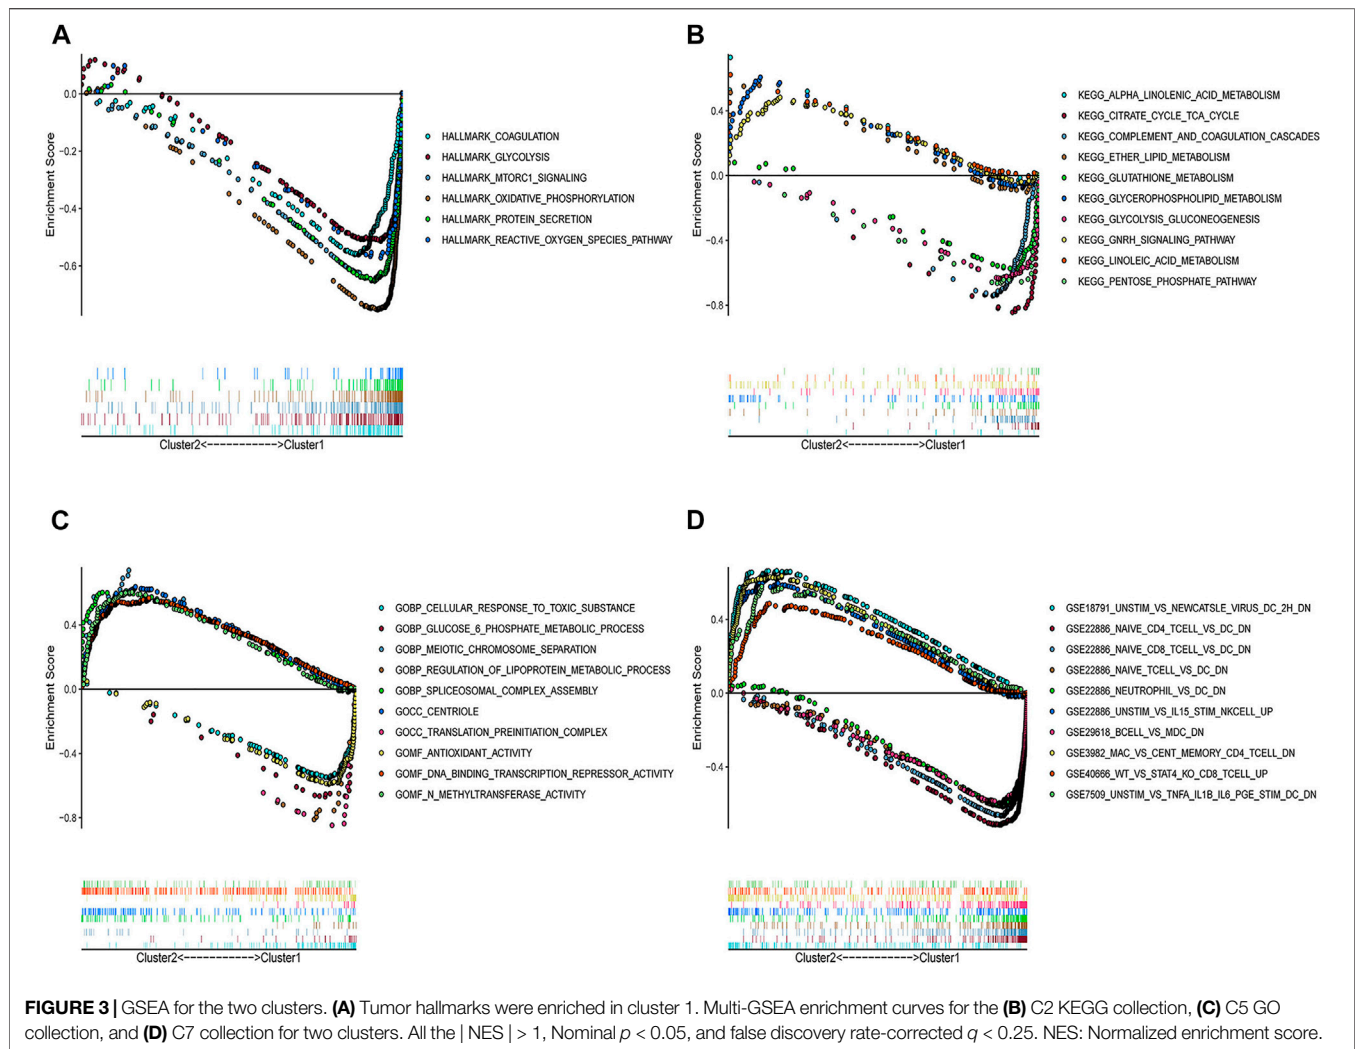 A
0.0
−0.2
−0.4
−0.6
Enrichment Score
HALLMARK_COAGULATION
HALLMARK_GLYCOLYSIS
HALLMARK_MTORC1_SIGNALING
HALLMARK_OXIDATIVE_PHOSPHORYLATION
HALLMARK_PROTEIN_SECRETION
HALLMARK_REACTIVE_OXYGEN_SPECIES_PATHWAY
Cluster2<------------->Cluster1
B
0.4
0.0
−0.4
−0.8
Enrichment Score
KEGG_ALPHA_LINOLENIC_ACID_METABOLISM
KEGG_CITRATE_CYCLE_TCA_CYCLE
KEGG_COMPLEMENT_AND_COAGULATION_CASCADES
KEGG_ETHER_LIPID_METABOLISM
KEGG_GLUTATHIONE_METABOLISM
KEGG_GLYCEROPHOSPHOLIPID_METABOLISM
KEGG_GLYCOLYSIS_GLUCONEOGENESIS
KEGG_GNRH_SIGNALING_PATHWAY
KEGG_LINOLEIC_ACID_METABOLISM
KEGG_PENTOSE_PHOSPHATE_PATHWAY
Cluster2<------------->Cluster1
C
0.4
0.0
−0.4
−0.8
Enrichment Score
GOBP_CELLULAR_RESPONSE_TO_TOXIC_SUBSTANCE
GOBP_GLUCOSE_6_PHOSPHATE_METABOLIC_PROCESS
GOBP_MEIOTIC_CHROMOSOME_SEPARATION
GOBP_REGULATION_OF_LIPOPROTEIN_METABOLIC_PROCESS
GOBP_SPLICEOSOMAL_COMPLEX_ASSEMBLY
GOCC_CENTRIOLE
GOCC_TRANSLATION_PREINITIATION_COMPLEX
GOMF_ANTIOXIDANT_ACTIVITY
GOMF_DNA_BINDING_TRANSCRIPTION_REPRESSOR_ACTIVITY
GOMF_N_METHYLTRANSFERASE_ACTIVITY
Cluster2<------------->Cluster1
D
0.4
0.0
−0.4
Enrichment Score
GSE18791_UNSTIM_VS_NEWCATSLE_VIRUS_DC_2H_DN
GSE22886_NAIVE_CD4_TCELL_VS_DC_DN
GSE22886_NAIVE_CD8_TCELL_VS_DC_DN
GSE22886_NAIVE_TCELL_VS_DC_DN
GSE22886_NEUTROPHIL_VS_DC_DN
GSE22886_UNSTIM_VS_IL15_STIM_NKCELL_UP
GSE29618_BCELL_VS_MDC_DN
GSE3982_MAC_VS_CENT_MEMORY_CD4_TCELL_DN
GSE40666_WT_VS_STAT4_KO_CD8_TCELL_UP
GSE7509_UNSTIM_VS_TNFA_IL1B_IL6_PGE_STIM_DC_DN
Cluster2<------------->Cluster1
FIGURE 3 | GSEA for the two clusters. (A) Tumor hallmarks were enriched in cluster 1. Multi-GSEA enrichment curves for the (B) C2 KEGG collection, (C) C5 GO
collection, and (D) C7 collection for two clusters. All the | NES | > 1, Nominal p < 0.05, and false discovery rate-corrected q < 0.25. NES: Normalized enrichment score.